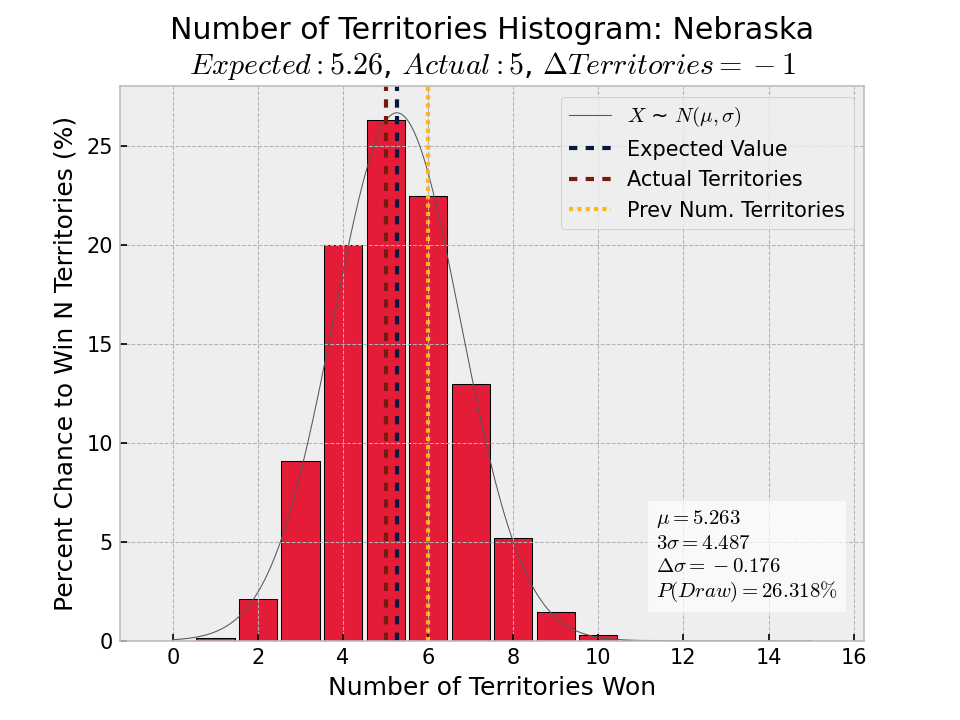 Number of Territories Histogram: Nebraska
Expected : 5.26, Actual : 5, ΔTerritories = −1
Percent Chance to Win N Territories (%)
25
20
15
10
5
0
X ~ N(μ, σ)
Expected Value
Actual Territories
Prev Num. Territories
μ = 5.263
3σ = 4.487
Δσ = −0.176
P(Draw) = 26.318%
0 2 4 6 8 10 12 14 16
Number of Territories Won